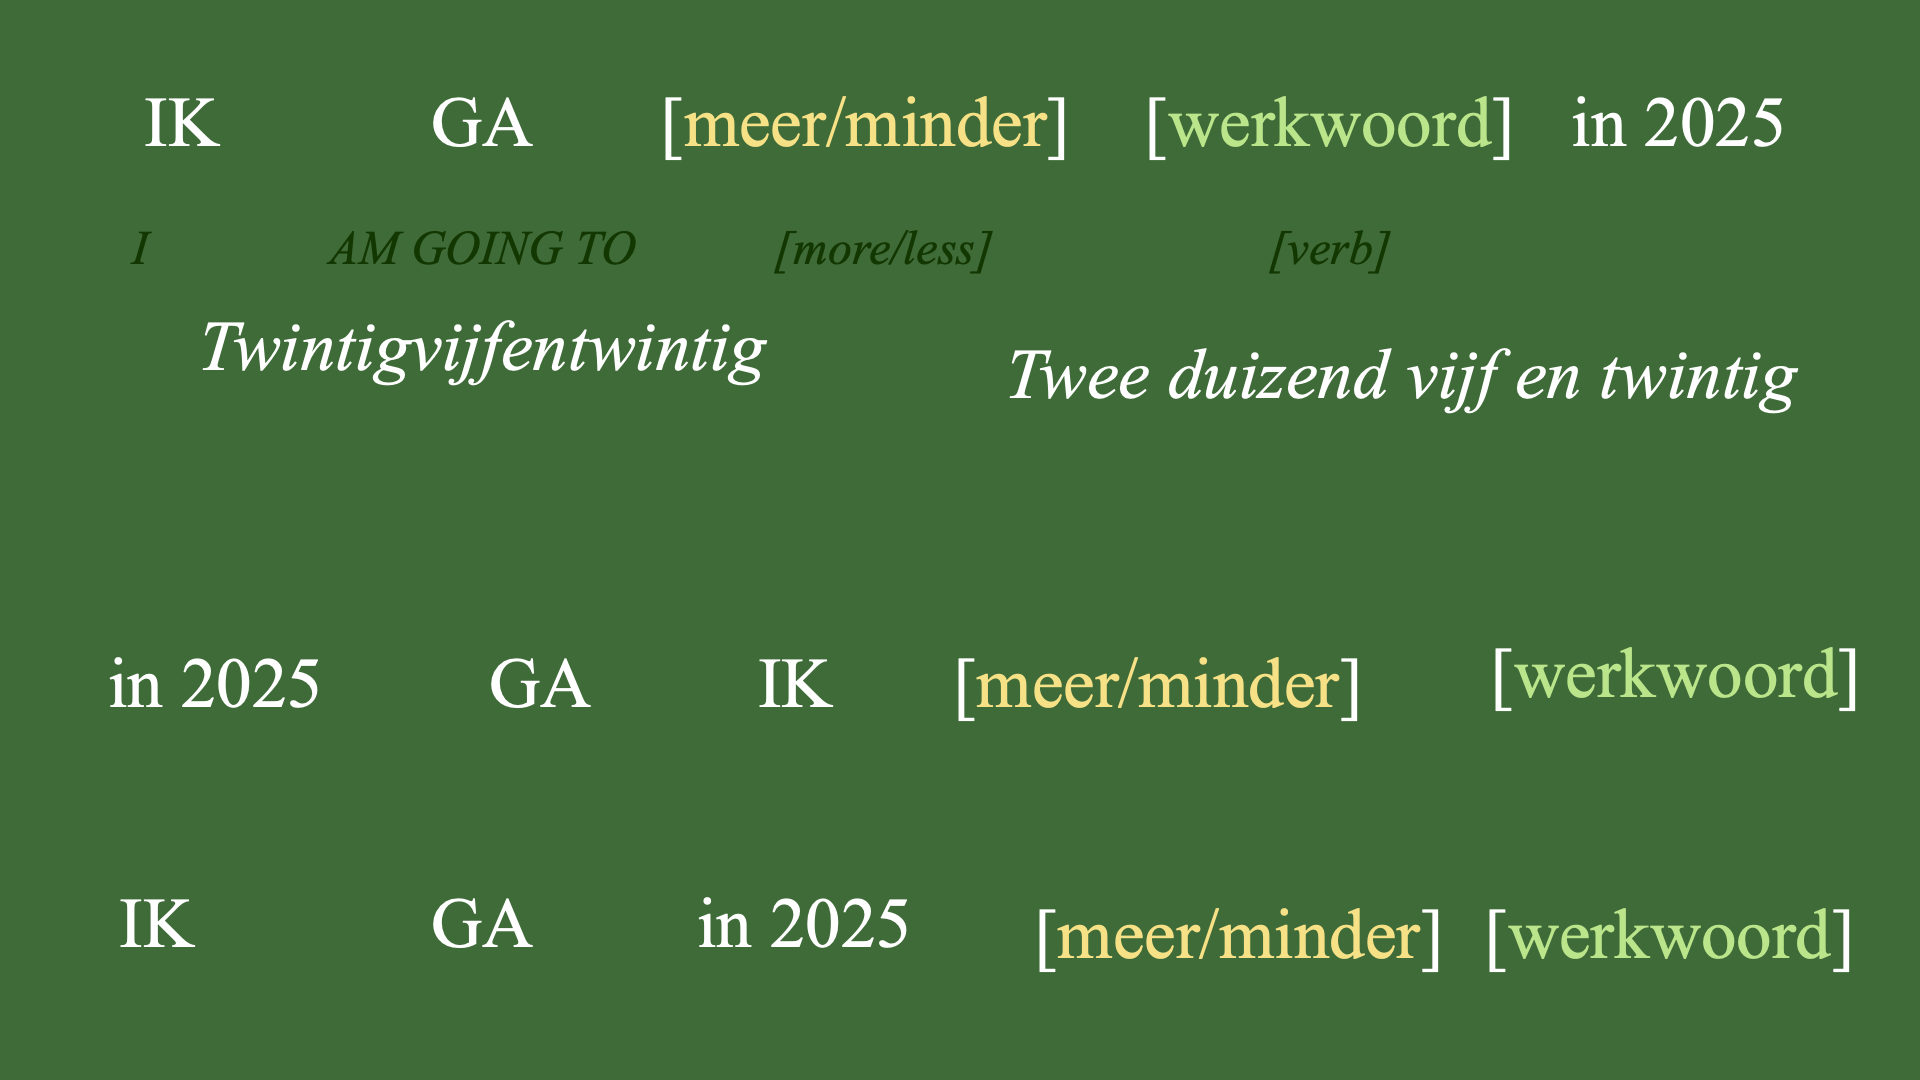 IK GA [meer/minder] [werkwoord] in 2025
I AM GOING TO [more/less] [verb]
Twintigvijfentwintig Twee duizend vijf en twintig
in 2025 GA IK [meer/minder] [werkwoord]
IK GA in 2025 [meer/minder] [werkwoord]